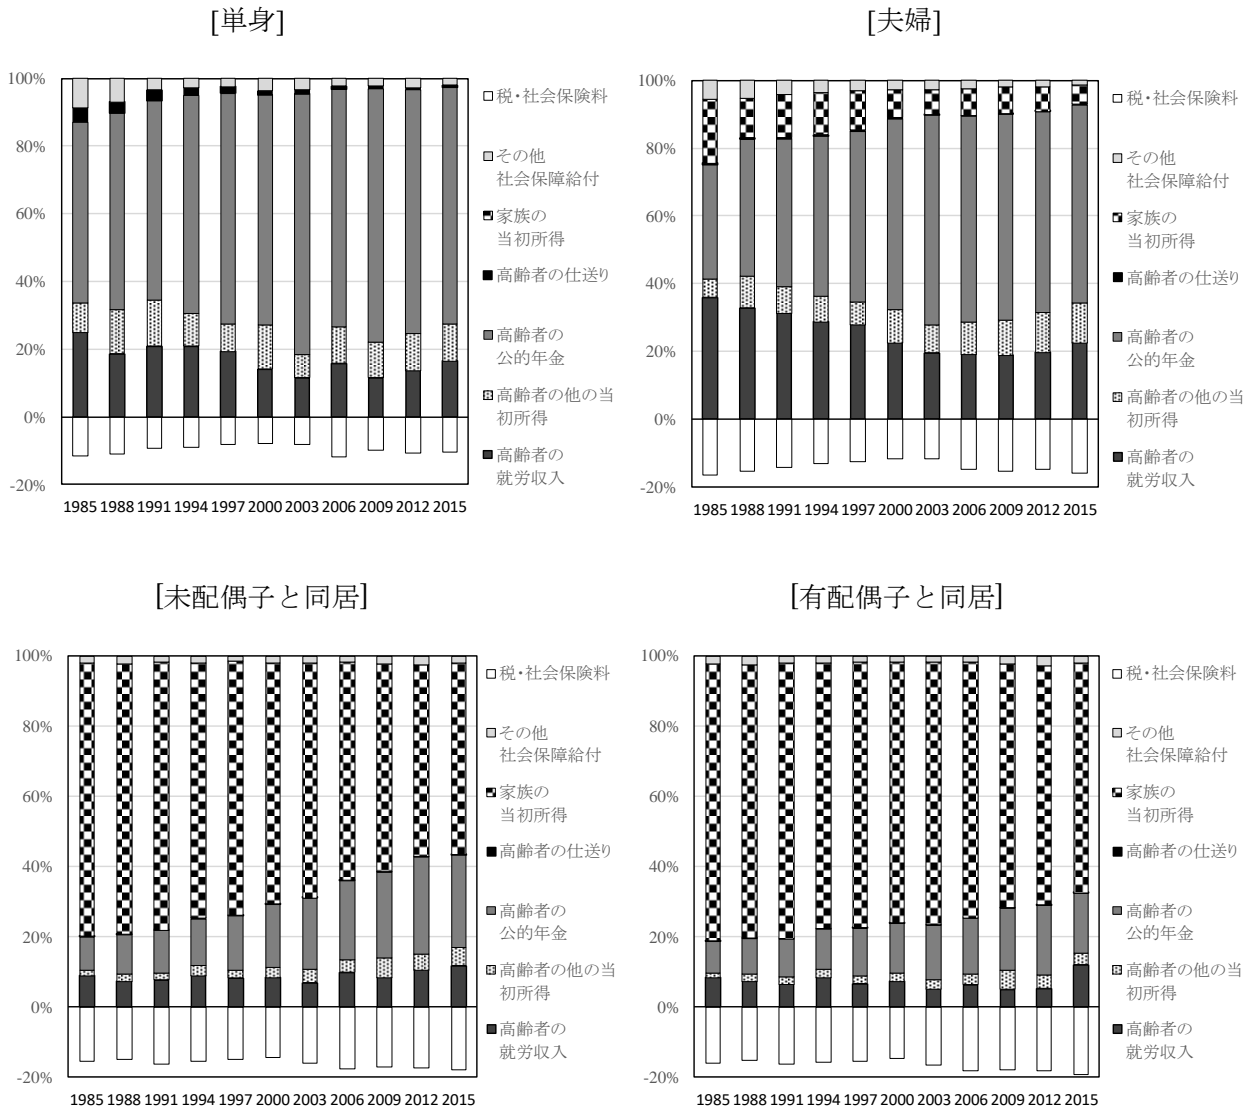 [単身]
100%
80%
60%
40%
20%
0%
-20%
1985 1988 1991 1994 1997 2000 2003 2006 2009 2012 2015
税・社会保険料
その他
社会保障給付
家族の
当初所得
高齢者の仕送り
高齢者の
公的年金
高齢者の他の当
初所得
高齢者の
就労収入
[夫婦]
100%
80%
60%
40%
20%
0%
-20%
1985 1988 1991 1994 1997 2000 2003 2006 2009 2012 2015
税・社会保険料
その他
社会保障給付
家族の
当初所得
高齢者の仕送り
高齢者の
公的年金
高齢者の他の当
初所得
高齢者の
就労収入
[未配偶子と同居]
100%
80%
60%
40%
20%
0%
-20%
1985 1988 1991 1994 1997 2000 2003 2006 2009 2012 2015
税・社会保険料
その他
社会保障給付
家族の
当初所得
高齢者の仕送り
高齢者の
公的年金
高齢者の他の当
初所得
高齢者の
就労収入
[有配偶子と同居]
100%
80%
60%
40%
20%
0%
-20%
1985 1988 1991 1994 1997 2000 2003 2006 2009 2012 2015
税・社会保険料
その他
社会保障給付
家族の
当初所得
高齢者の仕送り
高齢者の
公的年金
高齢者の他の当
初所得
高齢者の
就労収入